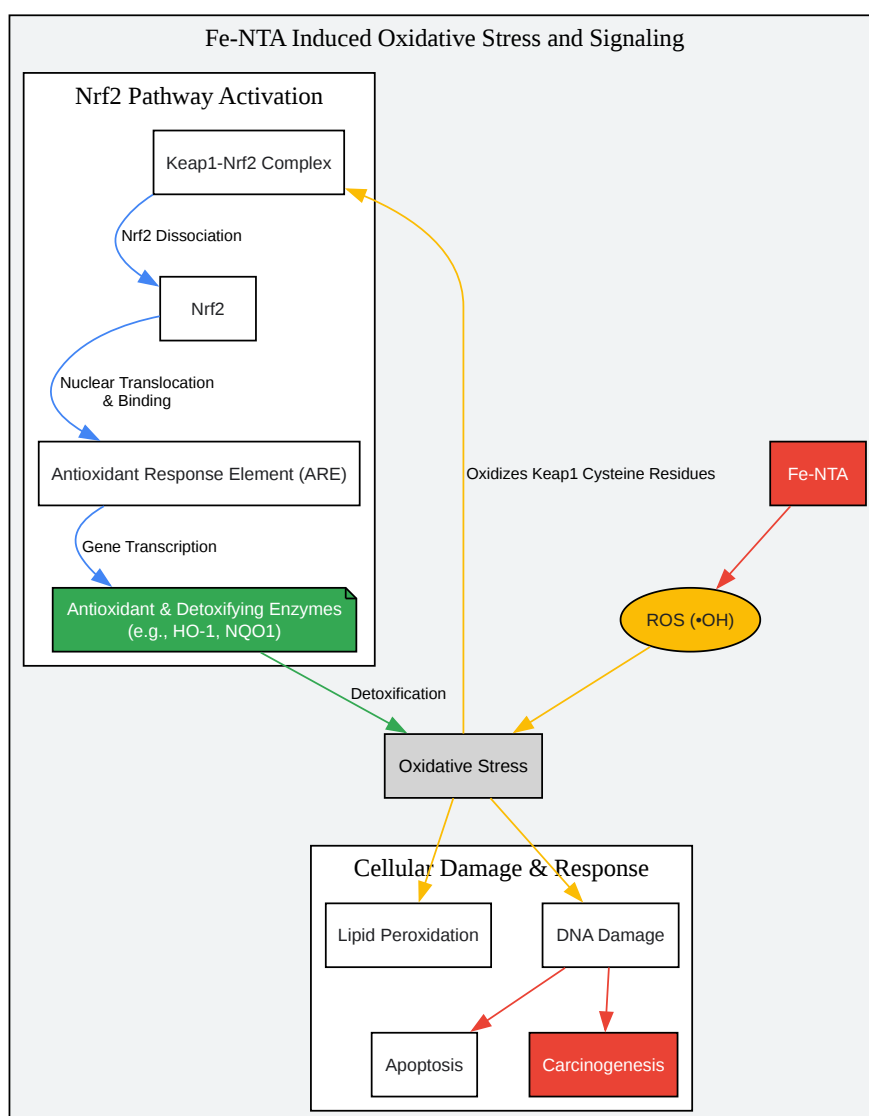 Fe-NTA Induced Oxidative Stress and Signaling
Nrf2 Pathway Activation
Keap1-Nrf2 Complex
Nrf2 Dissociation
Nrf2
Nuclear Translocation
& Binding
Antioxidant Response Element (ARE)
Oxidizes Keap1 Cysteine Residues
Fe-NTA
Gene Transcription
Antioxidant & Detoxifying Enzymes
(e.g., HO-1, NQO1)
ROS (•OH)
Detoxification
Oxidative Stress
Cellular Damage & Response
Lipid Peroxidation
DNA Damage
Apoptosis
Carcinogenesis